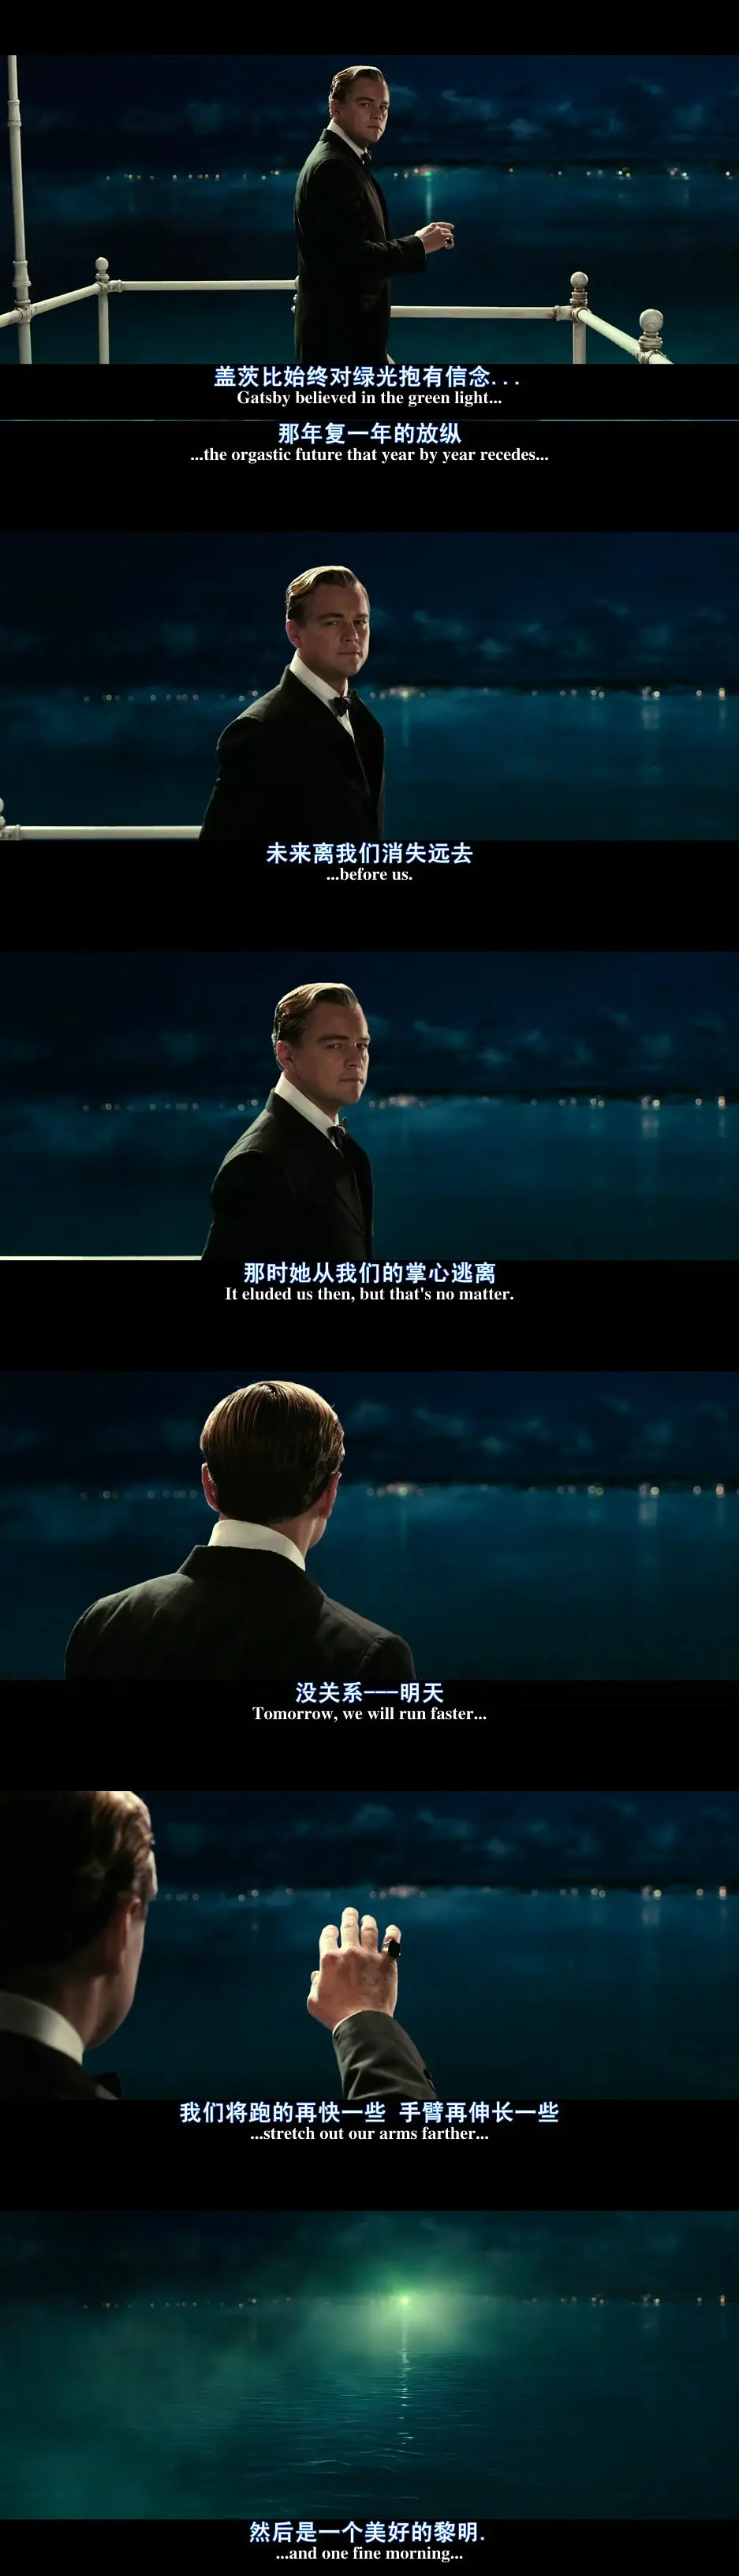 盖茨比始终对绿光抱有信念...
Gatsby believed in the green light...
那年复一年的放纵
...the orgastic future that year by year recedes...
未来离我们消失远去
...before us.
那时她从我们的掌心逃离
It eluded us then, but that's no matter.
没关系---明天
Tomorrow, we will run faster...
我们将跑的再快一些 手臂再伸长一些
...stretch out our arms farther...
然后是一个美好的黎明.
...and one fine morning...